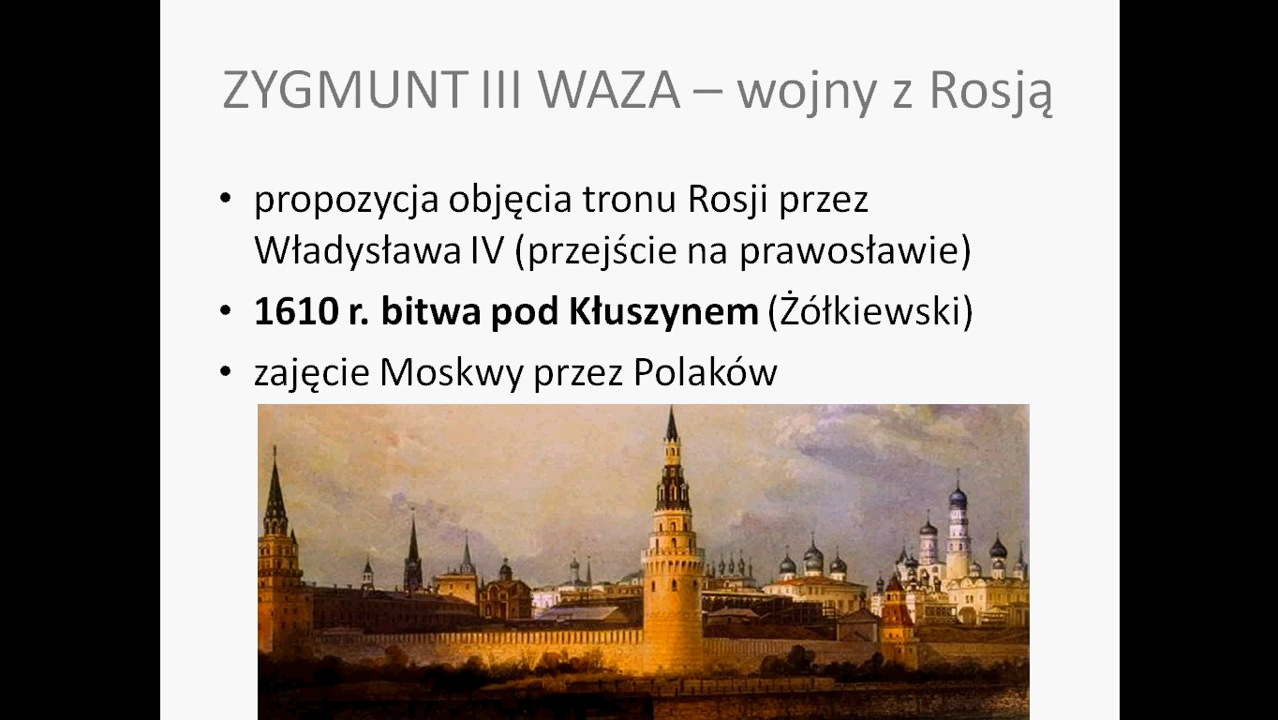 ZYGMUNT III WAZA – wojny z Rosją
• propozycja objęcia tronu Rosji przez
Władysława IV (przejście na prawosławie)
• 1610 r. bitwa pod Kłuszynem (Żółkiewski)
• zajęcie Moskwy przez Polaków